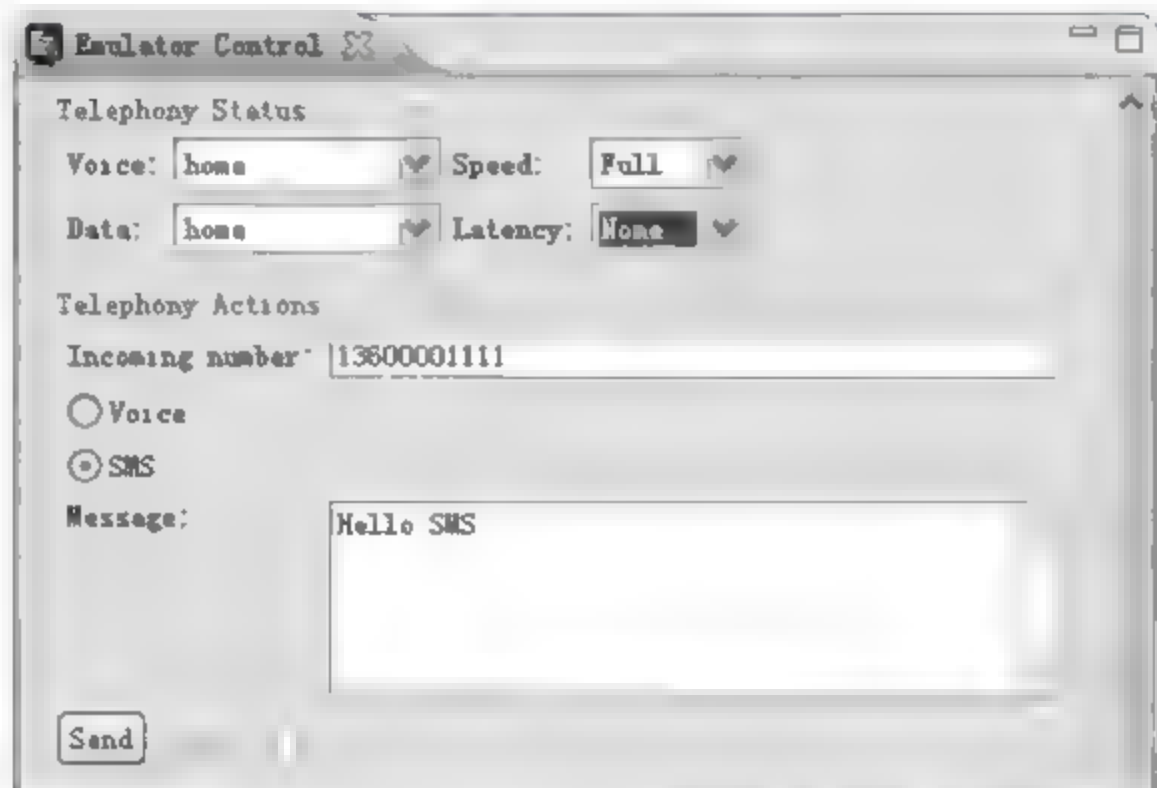 Emulator Control
Telephony Status
Voice: home Speed: Full
Data: home Latency: None
Telephony Actions
Incoming number: 13600001111
Voice
SMS
Message: Hello SMS
Send